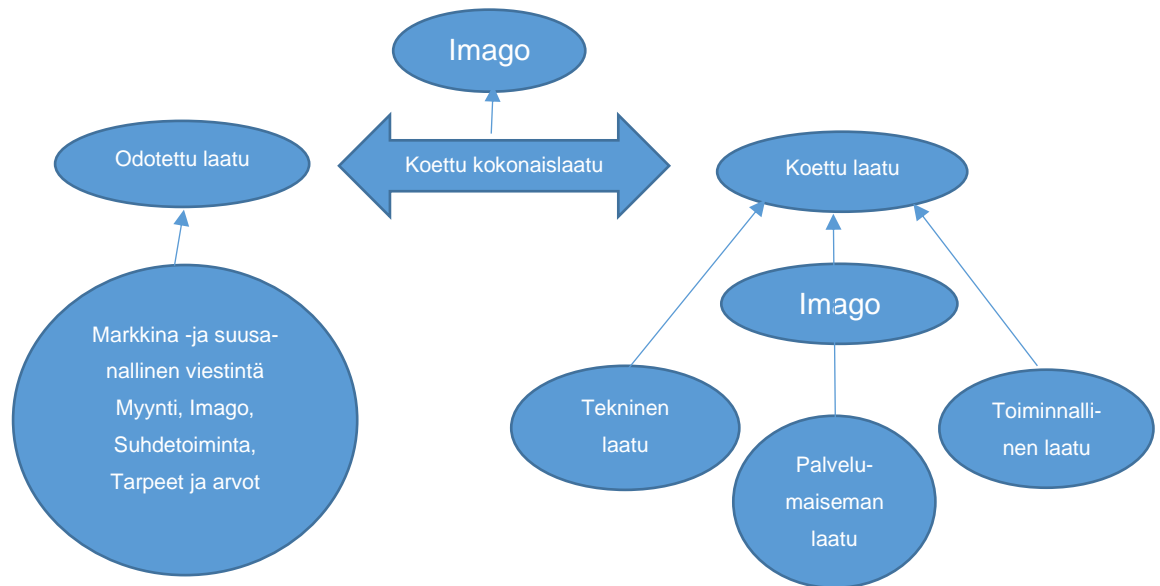 Imago
Odotettu laatu
Koettu kokonaislaatu
Koettu laatu
Markkina -ja suusa-
nallinen viestintä
Myynti, Imago,
Suhdetoiminta,
Tarpeet ja arvot
Imago
Tekninen
laatu
Palvelu-
maiseman
laatu
Toiminnalli-
nen laatu